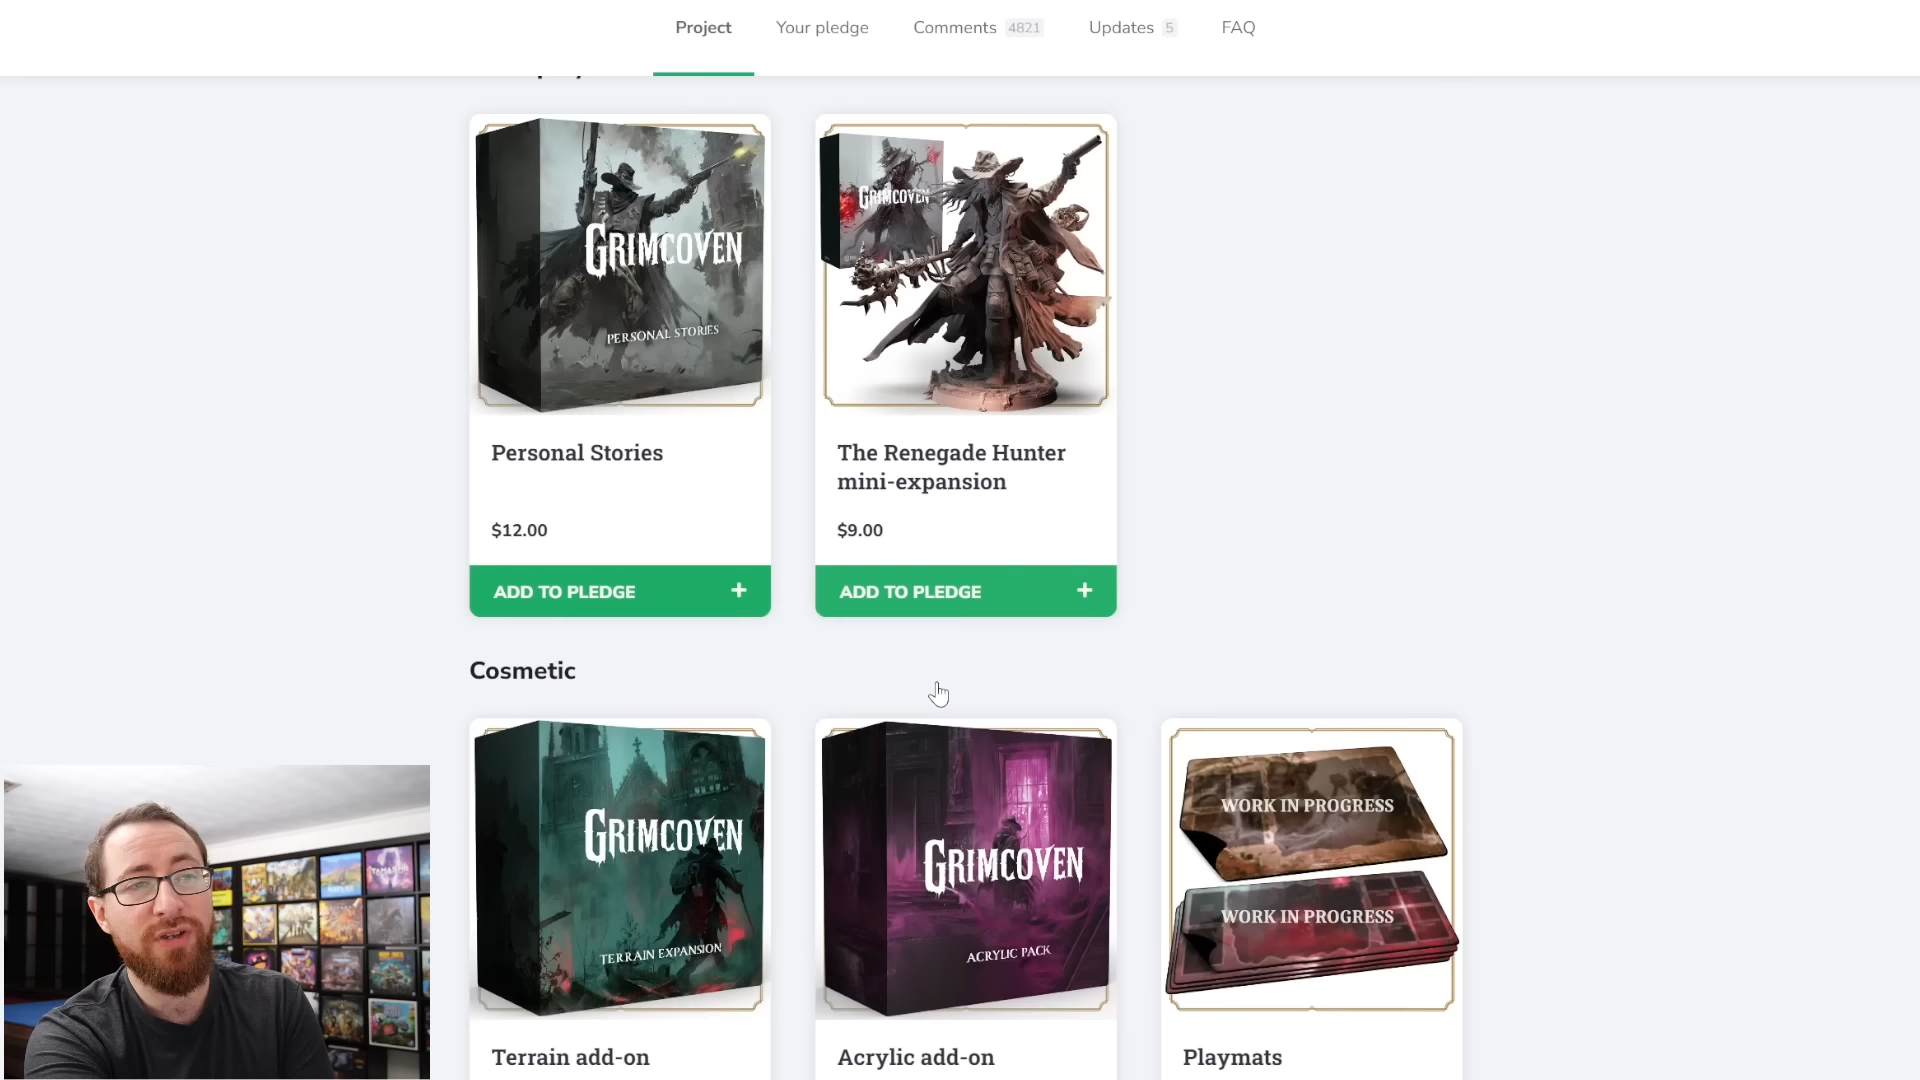 Project
Your pledge
Comments 4821
Updates 5
FAQ
GRIMCOVEN
PERSONAL STORIES
GRIMCOVEN
Personal Stories
The Renegade Hunter
mini-expansion
$12.00
$9.00
ADD TO PLEDGE +
ADD TO PLEDGE +
Cosmetic
GRIMCOVEN
TERRAIN EXPANSION
GRIMCOVEN
ACRYLIC PACK
WORK IN PROGRESS
WORK IN PROGRESS
Terrain add-on
Acrylic add-on
Playmats